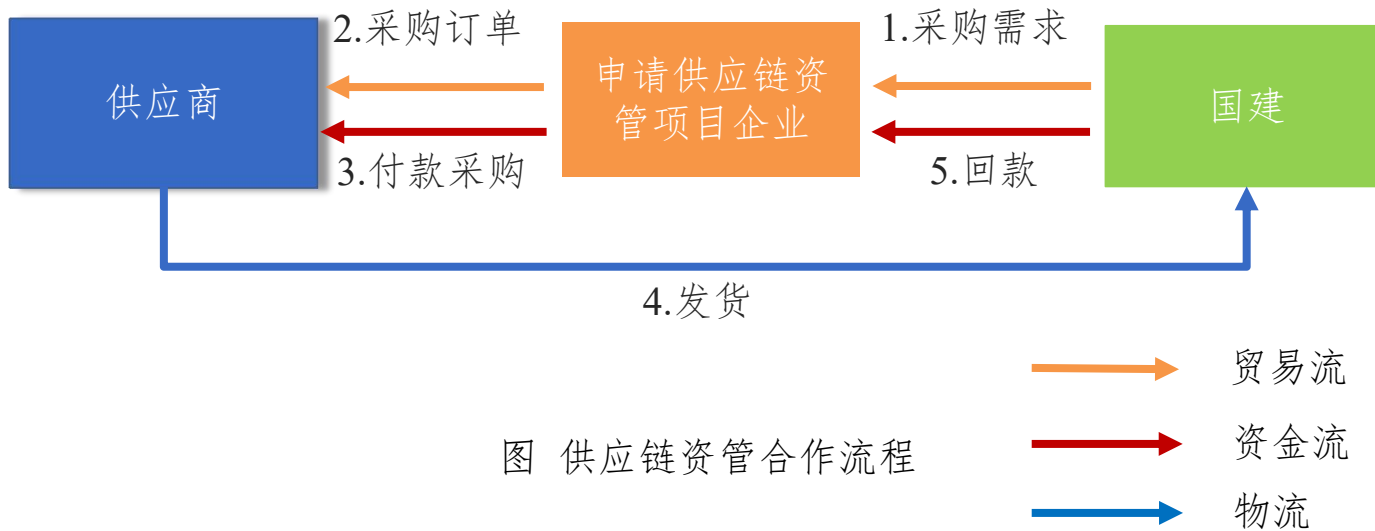 2.采购订单
1.采购需求
供应商
申请供应链资
管项目企业
国建
3.付款采购
5.回款
4.发货
贸易流
图 供应链资管合作流程
资金流
物流